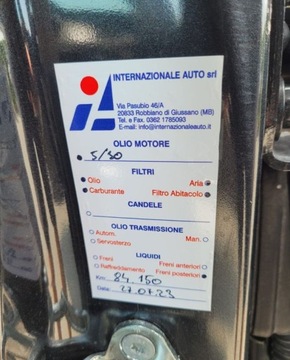 INTERNAZIONALE AUTO srl
Via Pasubio 46/A
20833 Robbiano di Giussano (MB)
Tel. e Fax. 0362 1785093
E-mail: info@internazionaleauto.it
OLIO MOTORE
5/30
FILTRI
Olio Aria
Carburante Filtro Abitacolo
CANDELE
OLIO TRASMISSIONE
Autom. Man.
Servosterzo
LIQUIDI
Freni Freni anteriori
Raffreddamento Freni posteriori
Km: 84.150
Data: 27.07.23